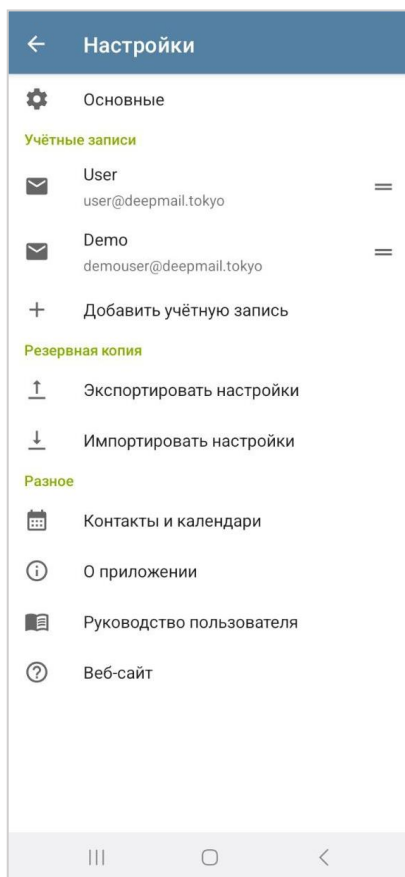 Настройки
Основные
Учётные записи
User
user@deepmail.tokyo
Demo
demouser@deepmail.tokyo
Добавить учётную запись
Резервная копия
Экспортировать настройки
Импортировать настройки
Разное
Контакты и календари
О приложении
Руководство пользователя
Веб-сайт